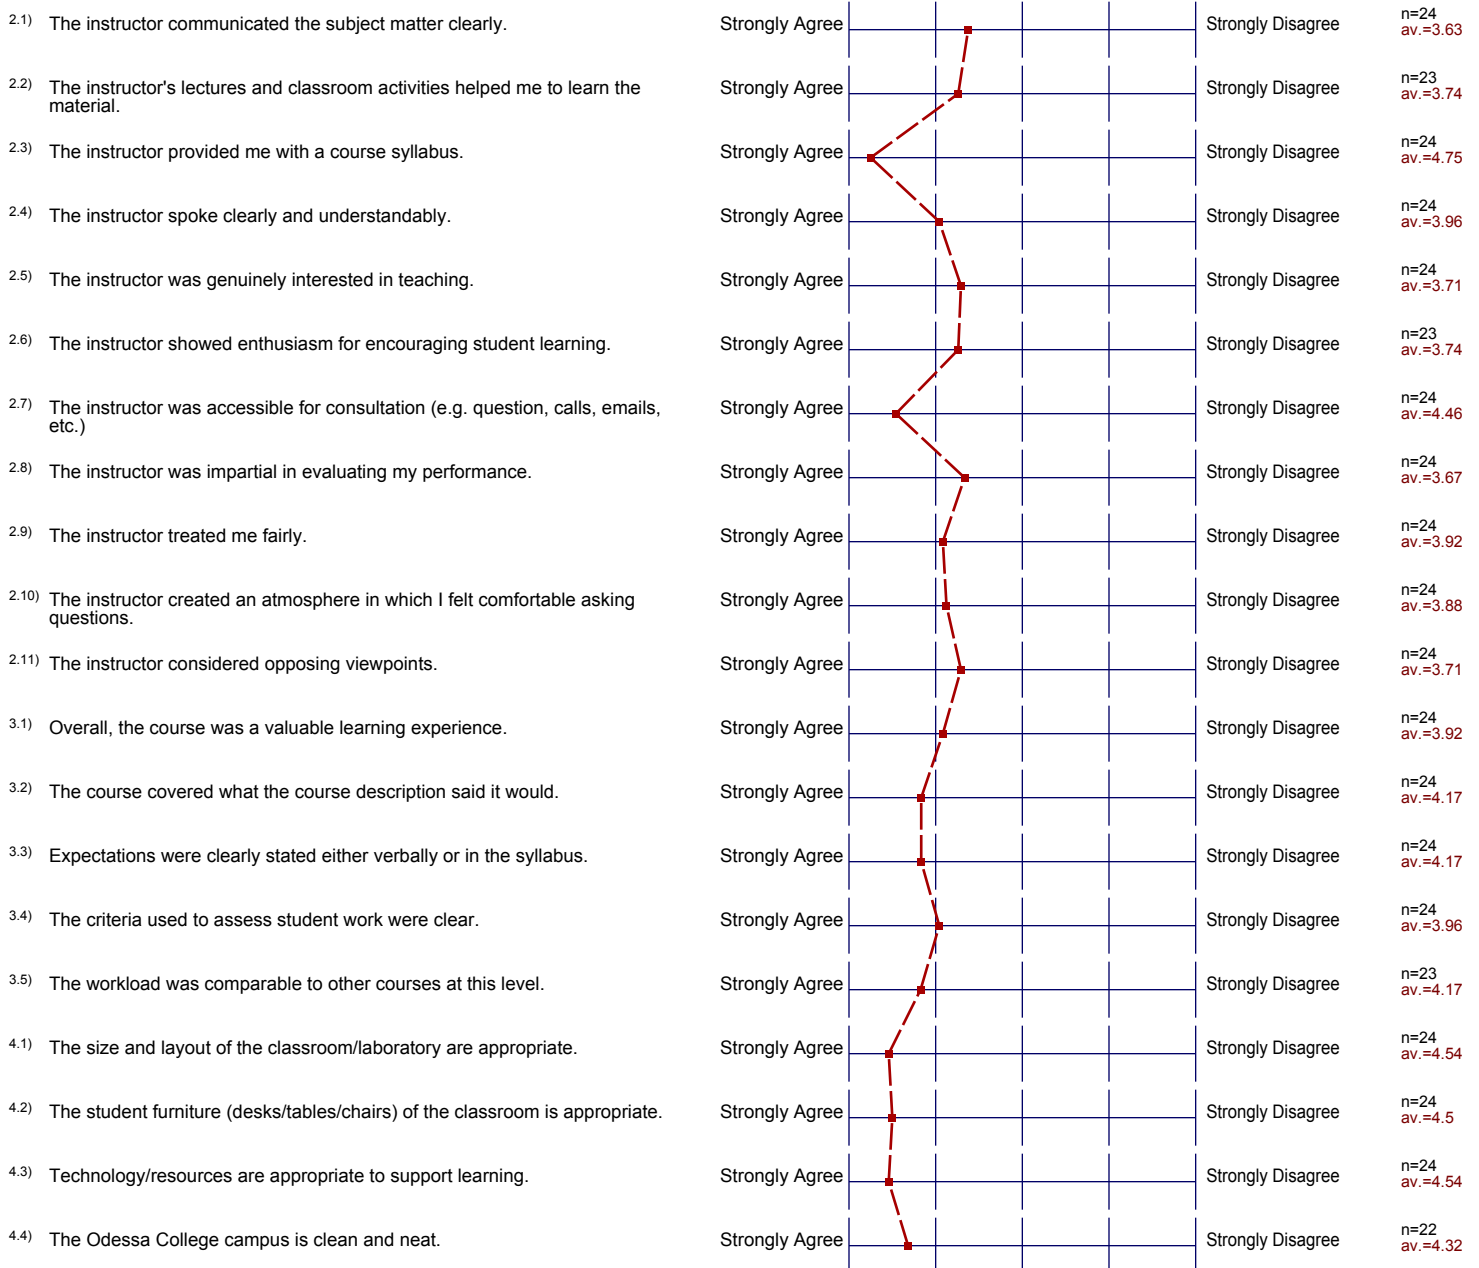 2.1) The instructor communicated the subject matter clearly. Strongly Agree Strongly Disagree n=24
av.=3.63
2.2) The instructor's lectures and classroom activities helped me to learn the Strongly Agree Strongly Disagree n=23
material. av.=3.74
2.3) The instructor provided me with a course syllabus. Strongly Agree Strongly Disagree n=24
av.=4.75
2.4) The instructor spoke clearly and understandably. Strongly Agree Strongly Disagree n=24
av.=3.96
2.5) The instructor was genuinely interested in teaching. Strongly Agree Strongly Disagree n=24
av.=3.71
2.6) The instructor showed enthusiasm for encouraging student learning. Strongly Agree Strongly Disagree n=23
av.=3.74
2.7) The instructor was accessible for consultation (e.g. question, calls, emails, Strongly Agree Strongly Disagree n=24
etc.) av.=4.46
2.8) The instructor was impartial in evaluating my performance. Strongly Agree Strongly Disagree n=24
av.=3.67
2.9) The instructor treated me fairly. Strongly Agree Strongly Disagree n=24
av.=3.92
2.10) The instructor created an atmosphere in which I felt comfortable asking Strongly Agree Strongly Disagree n=24
questions. av.=3.88
2.11) The instructor considered opposing viewpoints. Strongly Agree Strongly Disagree n=24
av.=3.71
3.1) Overall, the course was a valuable learning experience. Strongly Agree Strongly Disagree n=24
av.=3.92
3.2) The course covered what the course description said it would. Strongly Agree Strongly Disagree n=24
av.=4.17
3.3) Expectations were clearly stated either verbally or in the syllabus. Strongly Agree Strongly Disagree n=24
av.=4.17
3.4) The criteria used to assess student work were clear. Strongly Agree Strongly Disagree n=24
av.=3.96
3.5) The workload was comparable to other courses at this level. Strongly Agree Strongly Disagree n=23
av.=4.17
4.1) The size and layout of the classroom/laboratory are appropriate. Strongly Agree Strongly Disagree n=24
av.=4.54
4.2) The student furniture (desks/tables/chairs) of the classroom is appropriate. Strongly Agree Strongly Disagree n=24
av.=4.5
4.3) Technology/resources are appropriate to support learning. Strongly Agree Strongly Disagree n=24
av.=4.54
4.4) The Odessa College campus is clean and neat. Strongly Agree Strongly Disagree n=22
av.=4.32